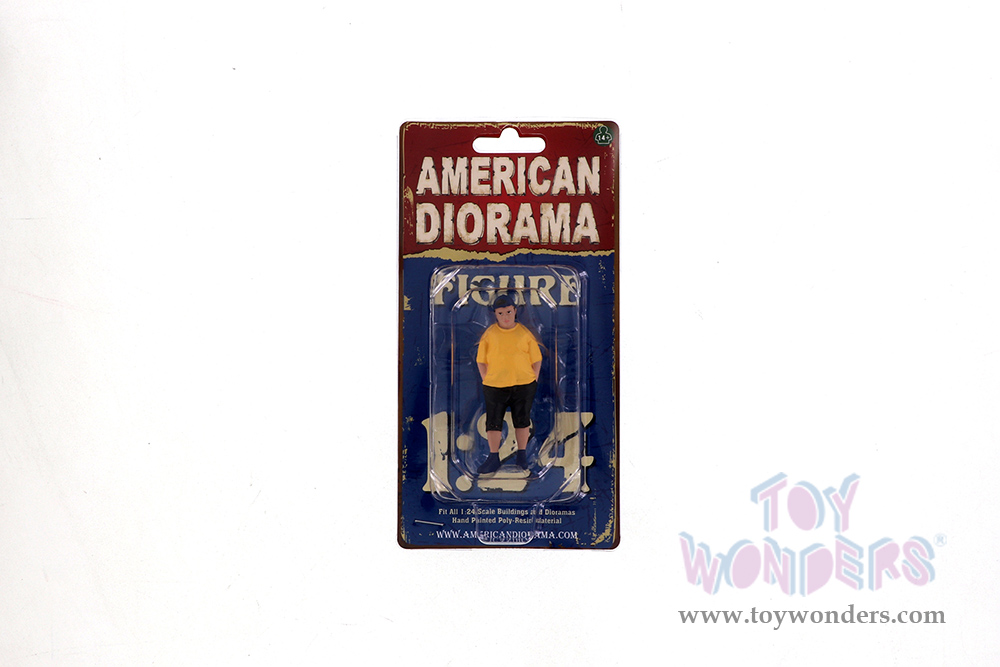 14+
AMERICAN
DIORAMA
FIGURE
1:24
Fit All 1:24 Scale Buildings and Dioramas
Hand Painted Poly-Resin Material
WWW.AMERICANDIORAMA.COM
TOY
WONDERS®
www.toywonders.com